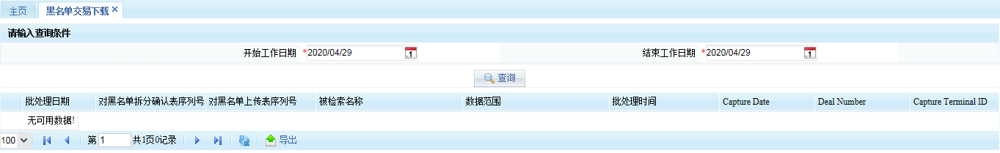 主页 黑名单交易下载 ×
请输入查询条件
开始工作日期 *2020/04/29 1 结束工作日期 *2020/04/29 1
查询
批处理日期 对黑名单拆分确认表序列号 对黑名单上传表序列号 被检索名称 数据范围 批处理时间 Capture Date Deal Number Capture Terminal ID
无可用数据!
100 第 1 共1页0记录 导出